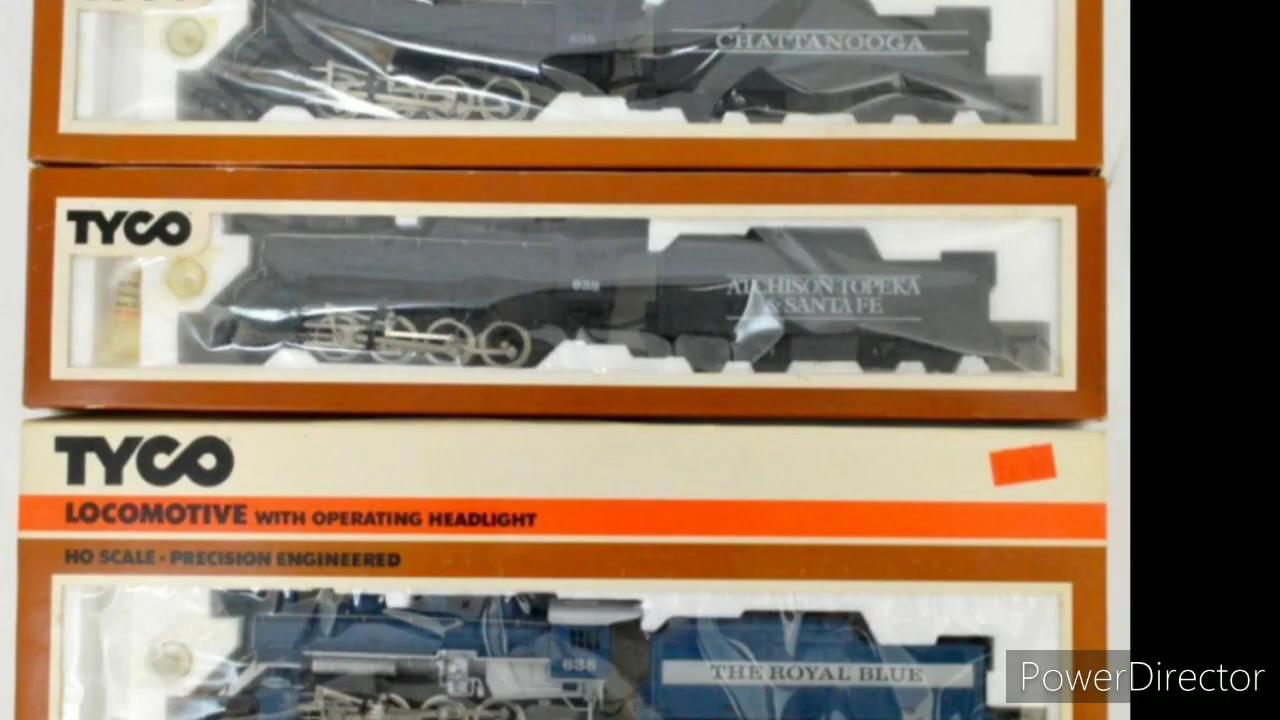 638
CHATTANOOGA
TYCO
638
ATCHISON TOPEKA
& SANTA FE
TYCO
LOCOMOTIVE WITH OPERATING HEADLIGHT
HO SCALE • PRECISION ENGINEERED
638
THE ROYAL BLUE
PowerDirector